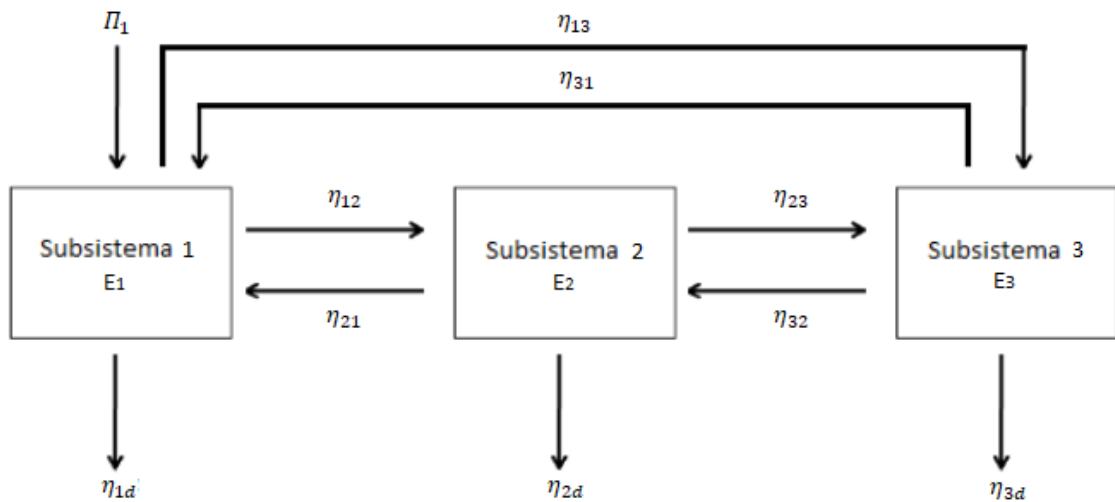 Π₁
η₁₃
η₃₁
η₁₂
η₂₃
Subsistema 1
E1
Subsistema 2
E2
Subsistema 3
E3
η₂₁
η₃₂
η₁d
η₂d
η₃d